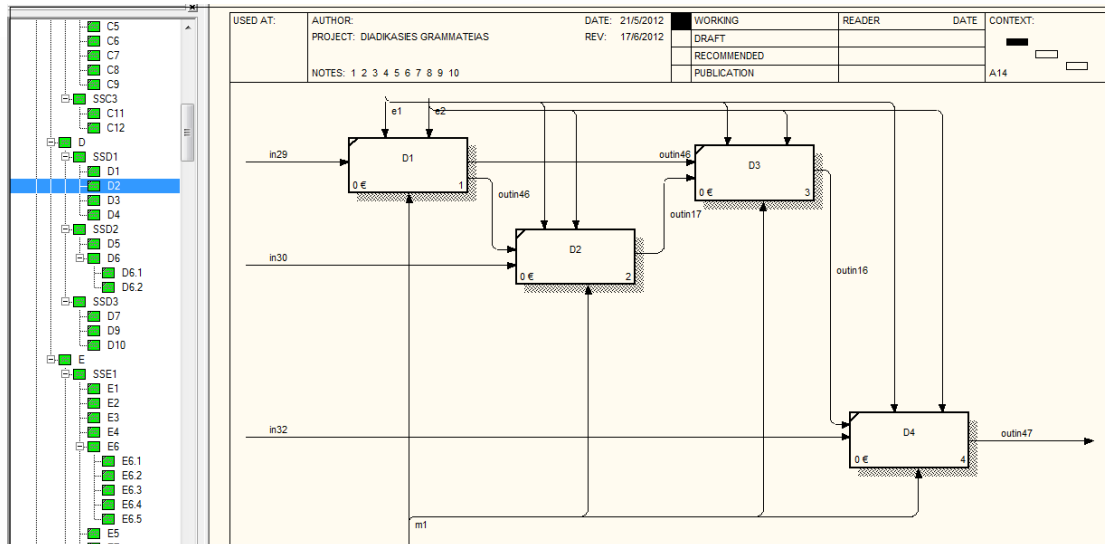 C5
C6
C7
C8
C9
SSC3
C11
C12
D
SSD1
D1
D2
D3
D4
SSD2
D5
D6
D6.1
D6.2
SSD3
D7
D9
D10
E
SSE1
E1
E2
E3
E4
E6
E6.1
E6.2
E6.3
E6.4
E6.5
E5
USED AT: AUTHOR: DATE: 21/5/2012 WORKING READER DATE CONTEXT:
PROJECT: DIADIKASIES GRAMMATEIAS REV: 17/6/2012 DRAFT
RECOMMENDED
NOTES: 1 2 3 4 5 6 7 8 9 10 PUBLICATION A14
e1 e2
in29 D1 outin46 D3
0 € 1 0 € 3
outin46 outin17
D2
in30 outin16
0 € 2
in32 D4 outin47
0 € 4
m1